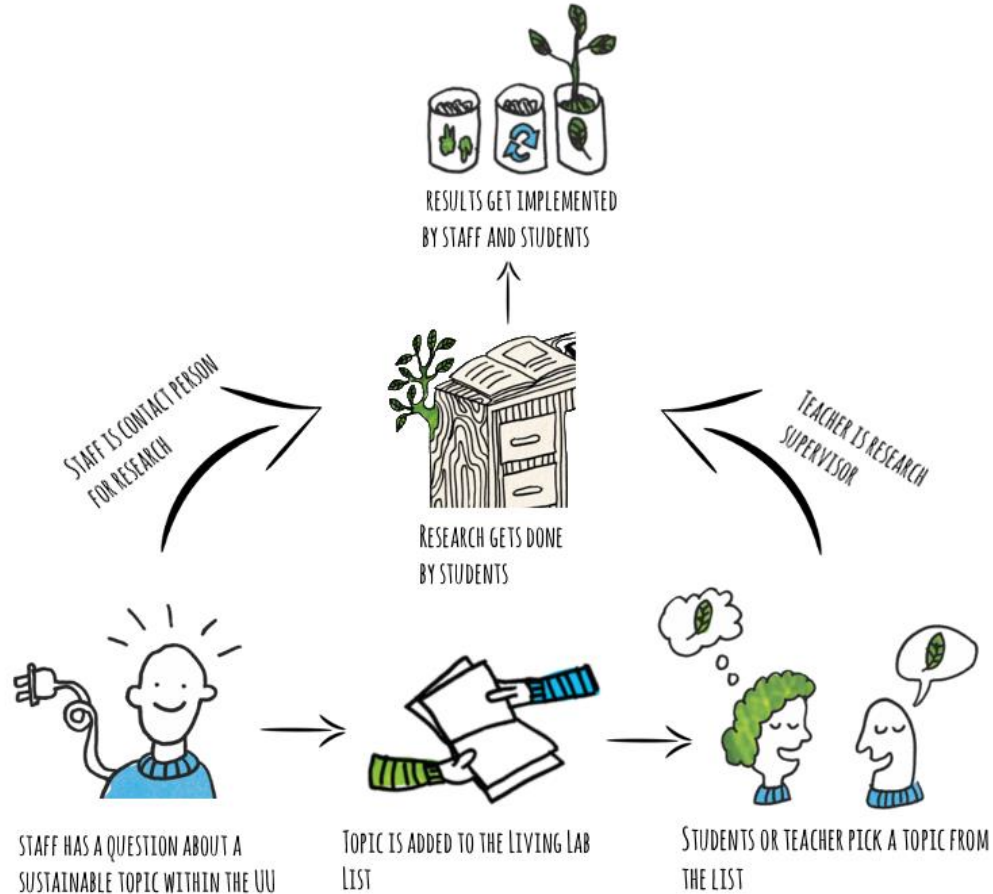 RESULTS GET IMPLEMENTED
BY STAFF AND STUDENTS
STAFF IS CONTACT PERSON
FOR RESEARCH
TEACHER IS RESEARCH
SUPERVISOR
RESEARCH GETS DONE
BY STUDENTS
STAFF HAS A QUESTION ABOUT A
SUSTAINABLE TOPIC WITHIN THE UU
TOPIC IS ADDED TO THE LIVING LAB
LIST
STUDENTS OR TEACHER PICK A TOPIC FROM
THE LIST